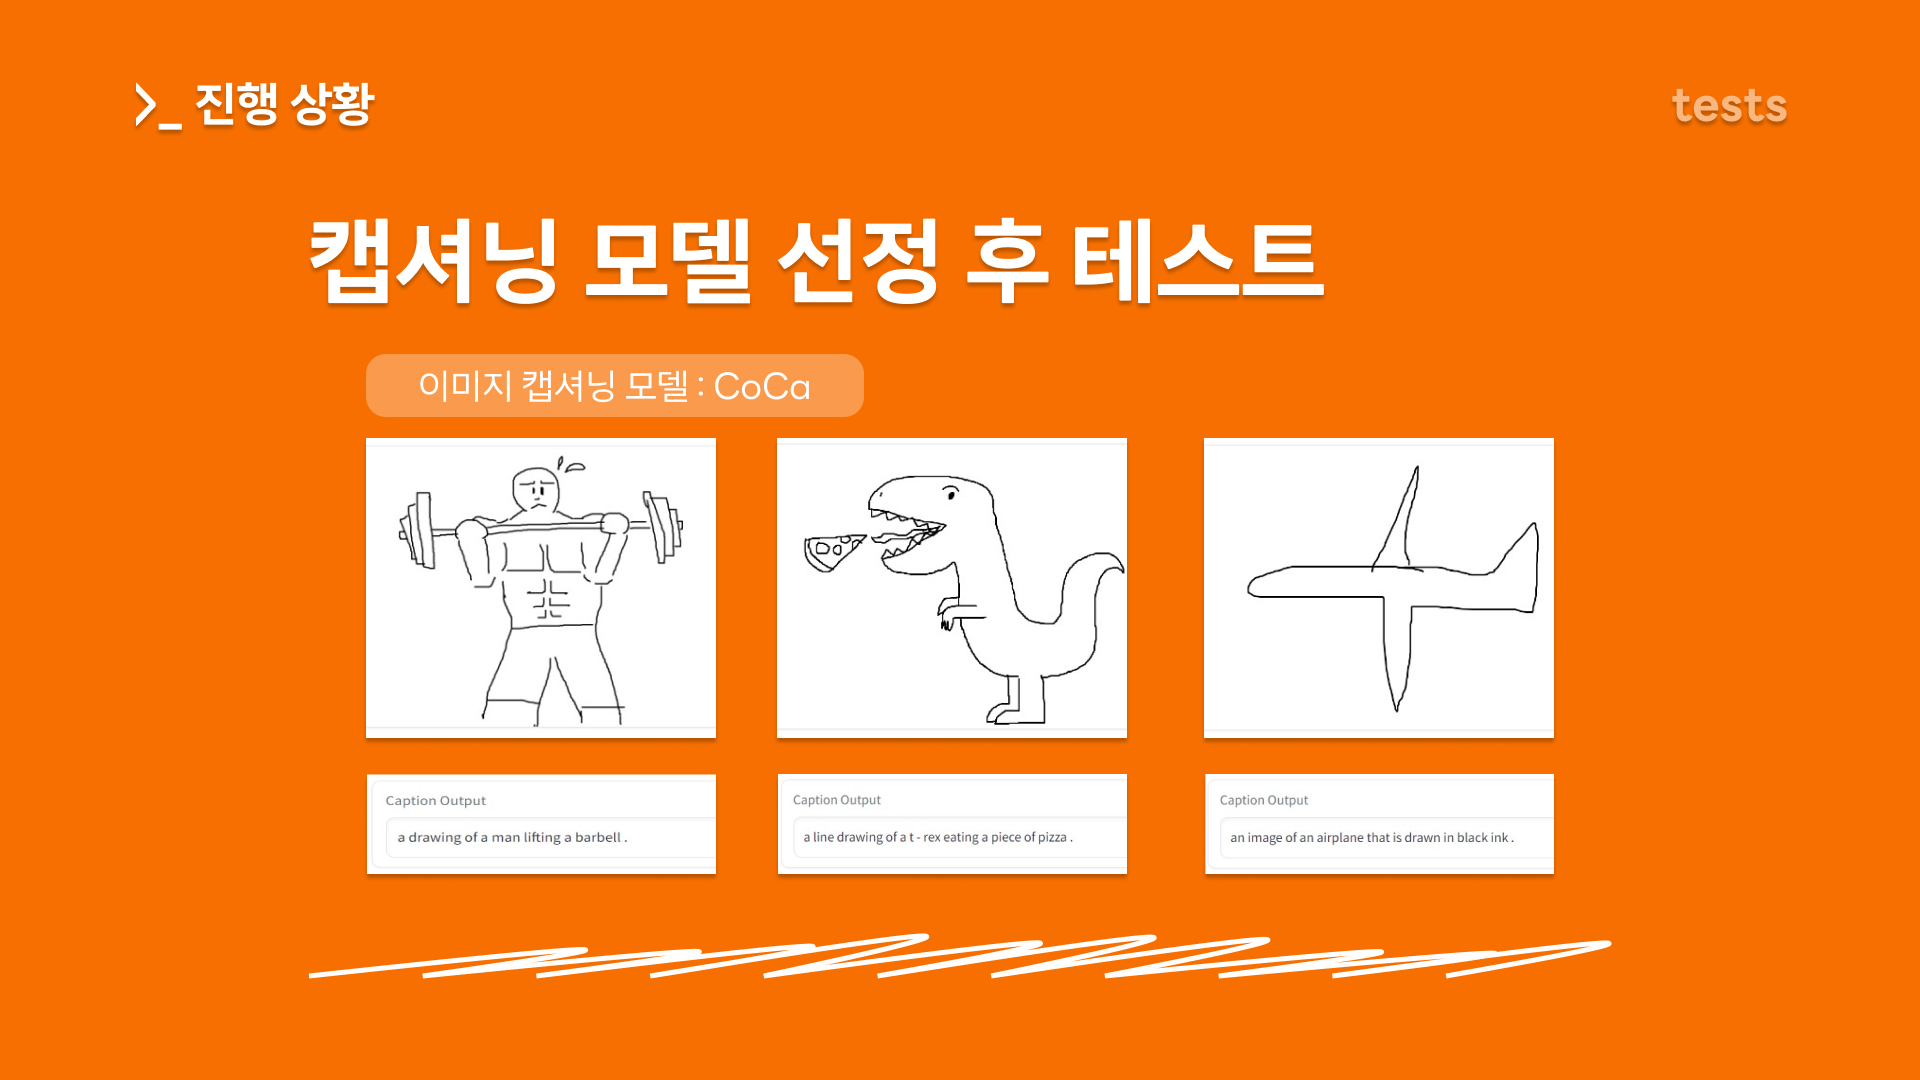 >_ 진행 상황
tests
캡셔닝 모델 선정 후 테스트
이미지 캡셔닝 모델 : CoCa
Caption Output
a drawing of a man lifting a barbell .
Caption Output
a line drawing of a t - rex eating a piece of pizza .
Caption Output
an image of an airplane that is drawn in black ink .